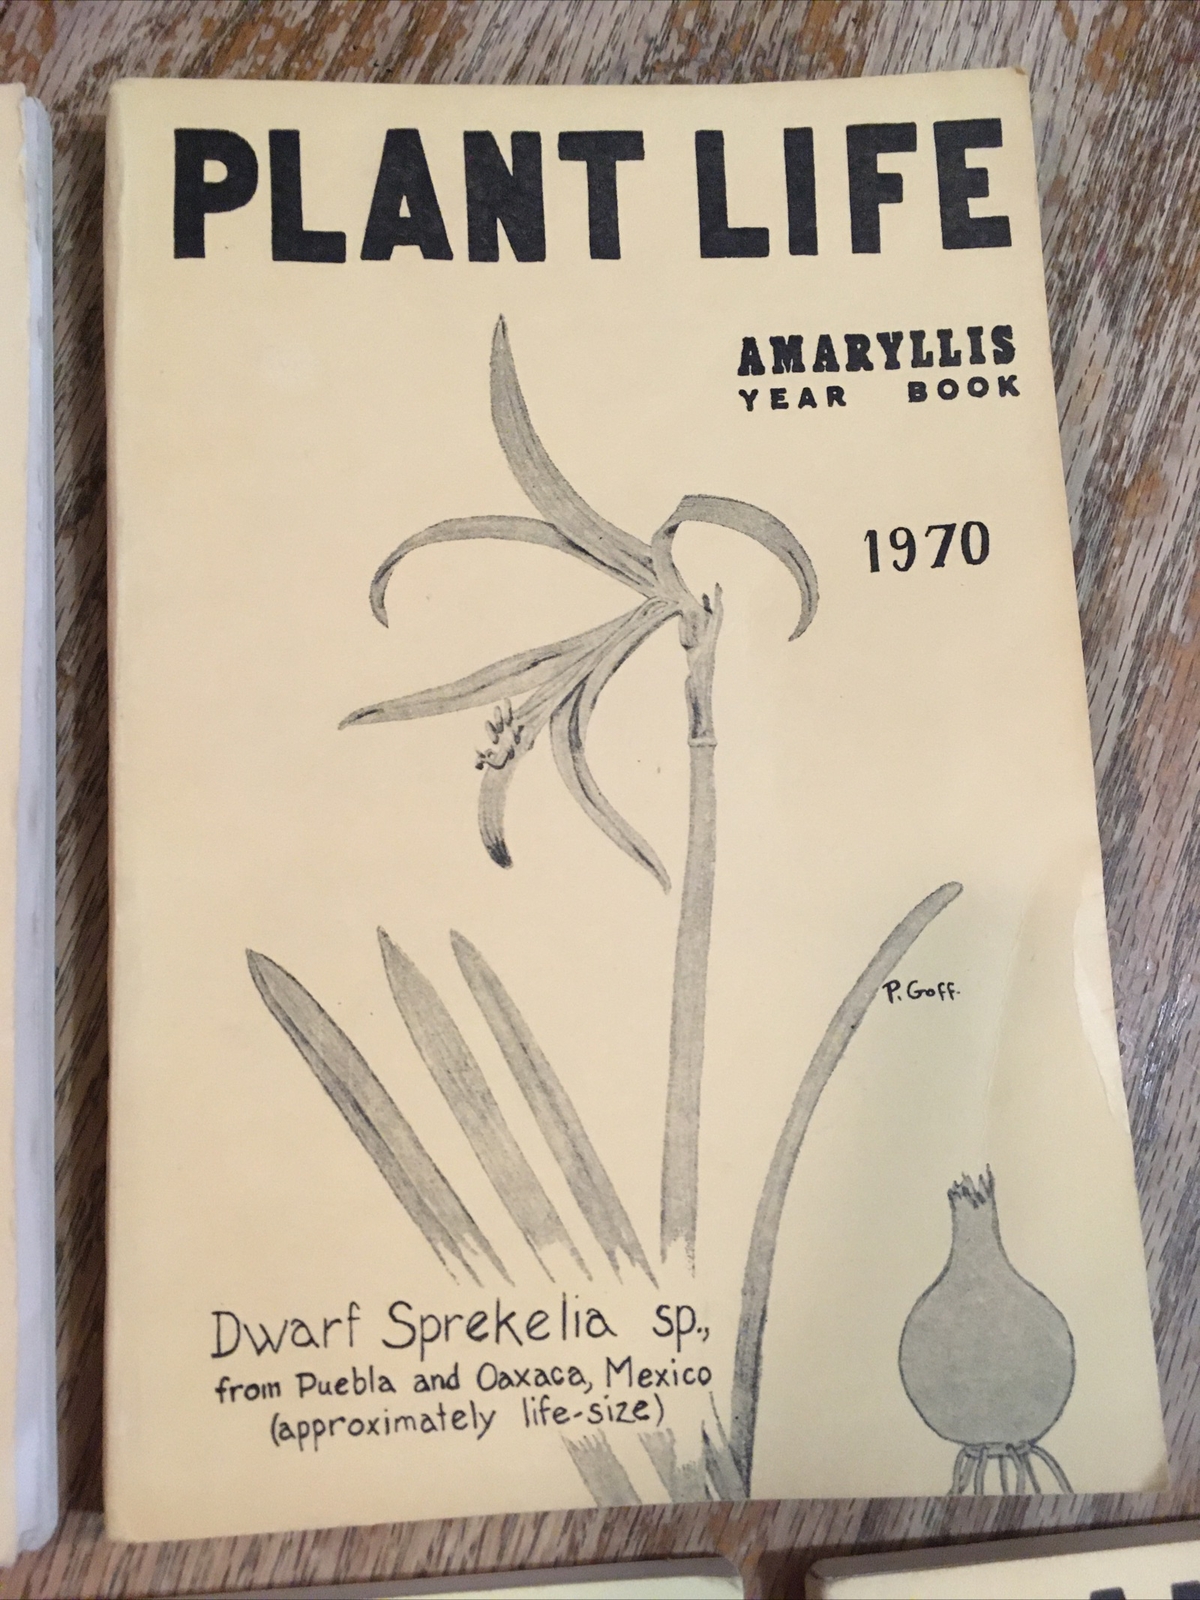 PLANT LIFE
AMARYLLIS
YEAR BOOK
1970
P. Goff.
Dwarf Sprekelia sp.,
from Puebla and Oaxaca, Mexico
(approximately life-size)